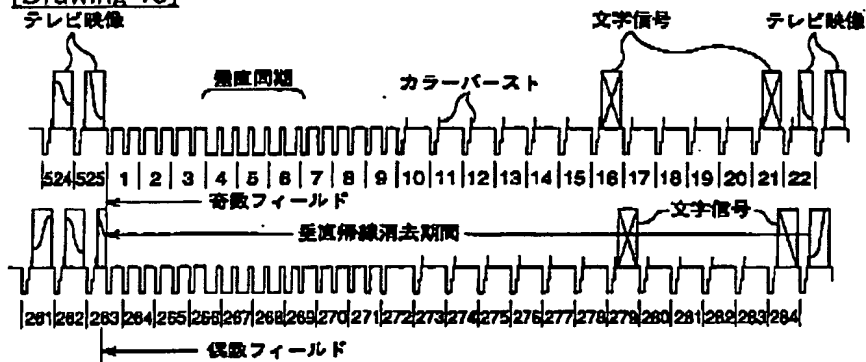 [Drawing 10]
テレビ映像 文字信号 テレビ映像
垂直同期 カラーバースト
524 525 1 2 3 4 5 6 7 8 9 10 11 12 13 14 15 16 17 18 19 20 21 22
奇数フィールド
文字信号
垂直帰線消去期間
261 262 263 264 265 266 267 268 269 270 271 272 273 274 275 276 277 278 279 280 281 282 283 284
偶数フィールド